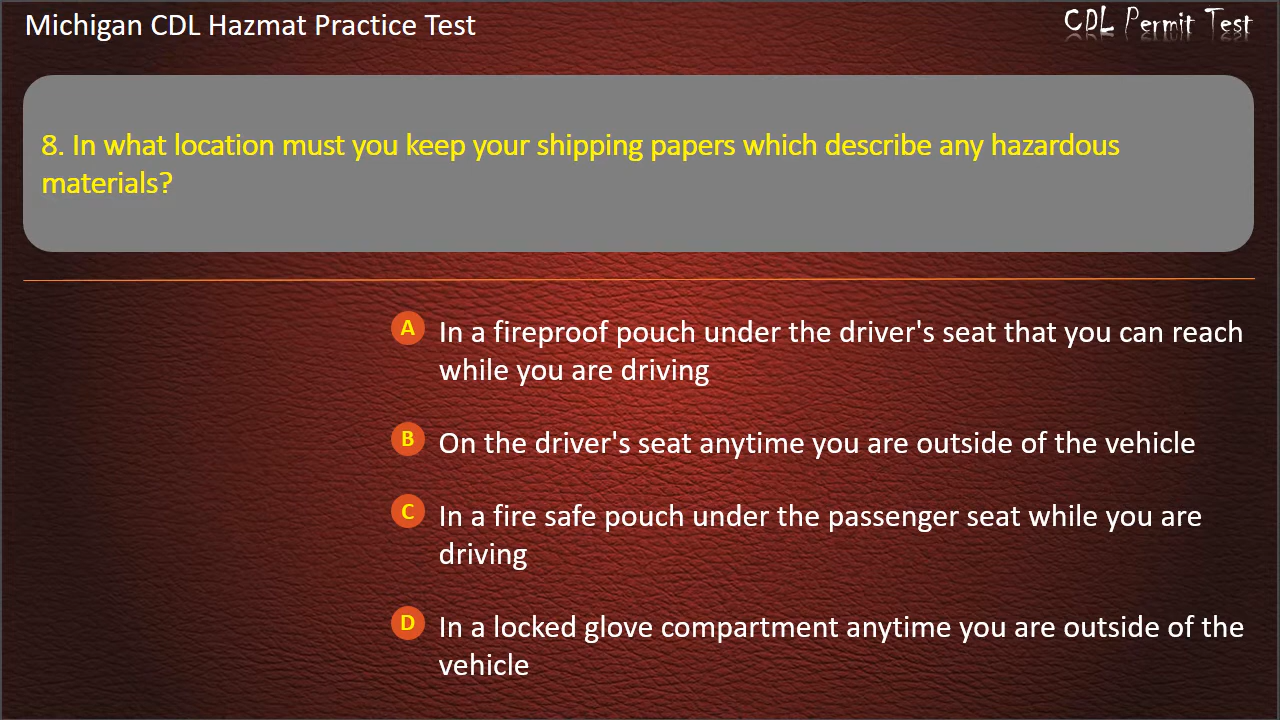 Michigan CDL Hazmat Practice Test
CDL Permit Test
8. In what location must you keep your shipping papers which describe any hazardous
materials?
A In a fireproof pouch under the driver's seat that you can reach
while you are driving
B On the driver's seat anytime you are outside of the vehicle
C In a fire safe pouch under the passenger seat while you are
driving
D In a locked glove compartment anytime you are outside of the
vehicle